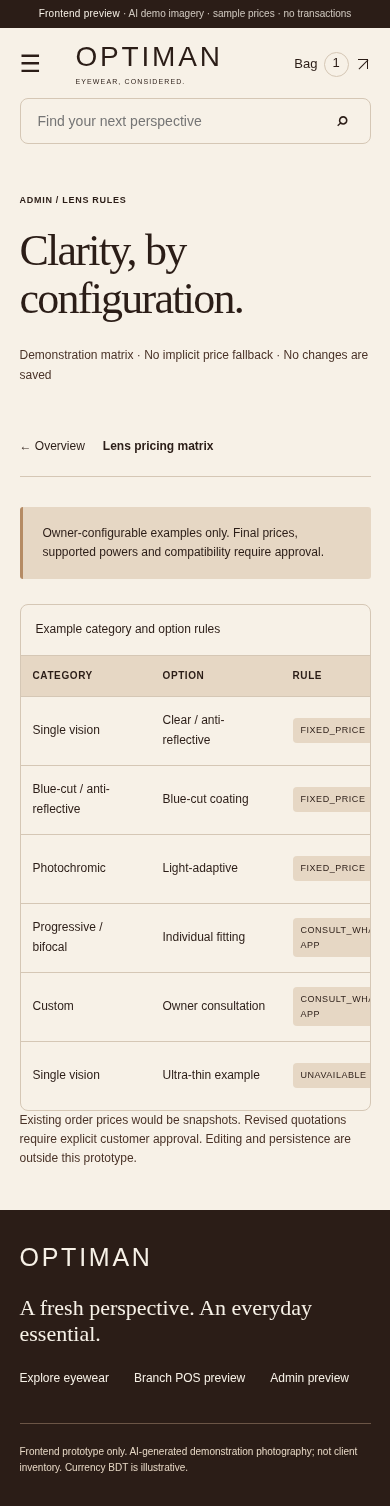 Frontend preview · AI demo imagery · sample prices · no transactions
OPTIMAN
EYEWEAR, CONSIDERED.
Bag 1
Find your next perspective
ADMIN / LENS RULES
Clarity, by
configuration.
Demonstration matrix · No implicit price fallback · No changes are
saved
← Overview Lens pricing matrix
Owner-configurable examples only. Final prices,
supported powers and compatibility require approval.
Example category and option rules
CATEGORY OPTION RULE
Single vision Clear / anti-
reflective FIXED_PRICE
Blue-cut / anti-
reflective Blue-cut coating FIXED_PRICE
Photochromic Light-adaptive FIXED_PRICE
Progressive /
bifocal Individual fitting CONSULT_WHA
APP
Custom Owner consultation CONSULT_WHA
APP
Single vision Ultra-thin example UNAVAILABLE
Existing order prices would be snapshots. Revised quotations
require explicit customer approval. Editing and persistence are
outside this prototype.
OPTIMAN
A fresh perspective. An everyday
essential.
Explore eyewear Branch POS preview Admin preview
Frontend prototype only. AI-generated demonstration photography; not client
inventory. Currency BDT is illustrative.